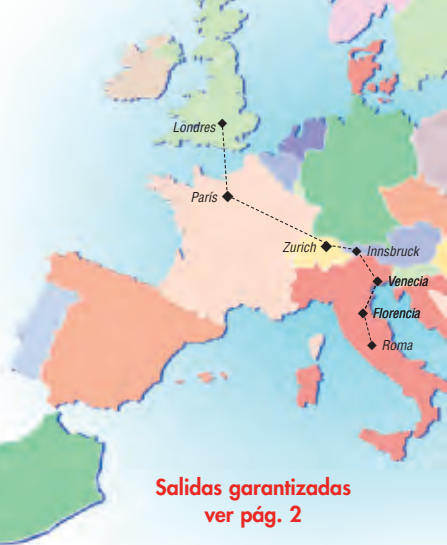 Londres
París
Zurich
Innsbruck
Venecia
Florencia
Roma
Salidas garantizadas
ver pág. 2